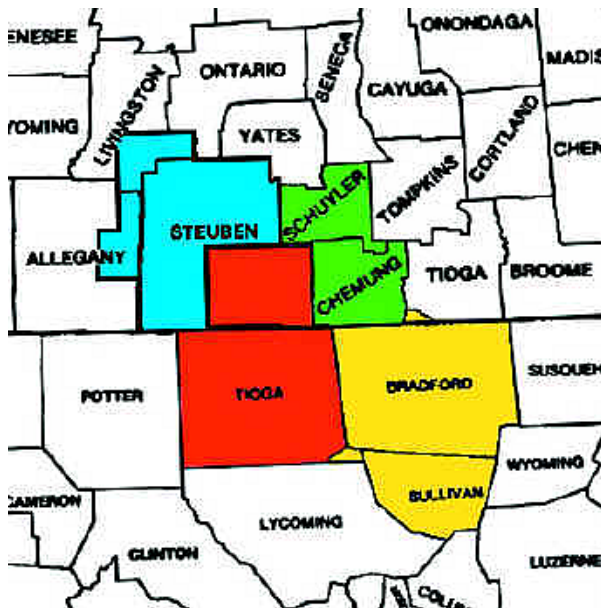 ONONDAGA
ENESEE
MADIS
ONTARIO
SENECA
CAYUGA
LIVINGSTON
CORTLAND
YOMING
YATES
CHEN
TOMPKINS
SCHUYLER
STEUBEN
ALLEGANY
CHEMUNG
TIOGA
BROOME
SUSQUEH
POTTER
TIOGA
BRADFORD
WYOMING
CAMERON
SULLIVAN
LYCOMING
CLINTON
LUZERNE
COLU